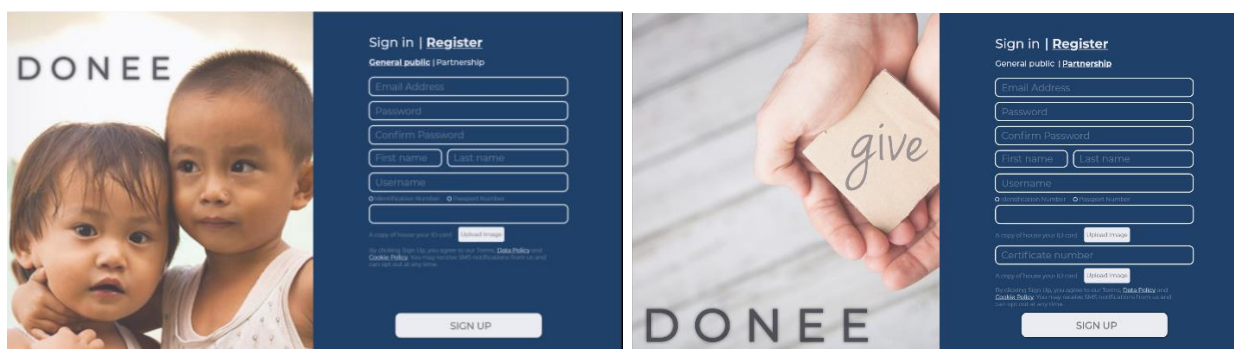 DONEE
Sign in | Register
General public | Partnership
Email Address
Password
Confirm Password
First name Last name
Username
Identification Number Passport Number
A copy of house your ID card Upload Image
By clicking Sign Up, you agree to our Terms, Data Policy and
Cookie Policy. You may receive SMS notifications from us and
can opt out at any time.
SIGN UP
give
DONEE
Sign in | Register
General public | Partnership
Email Address
Password
Confirm Password
First name Last name
Username
Identification Number Passport Number
A copy of house your ID card Upload Image
Certificate number
A copy of house your ID card Upload Image
By clicking Sign Up, you agree to our Terms, Data Policy and
Cookie Policy. You may receive SMS notifications from us and
can opt out at any time.
SIGN UP